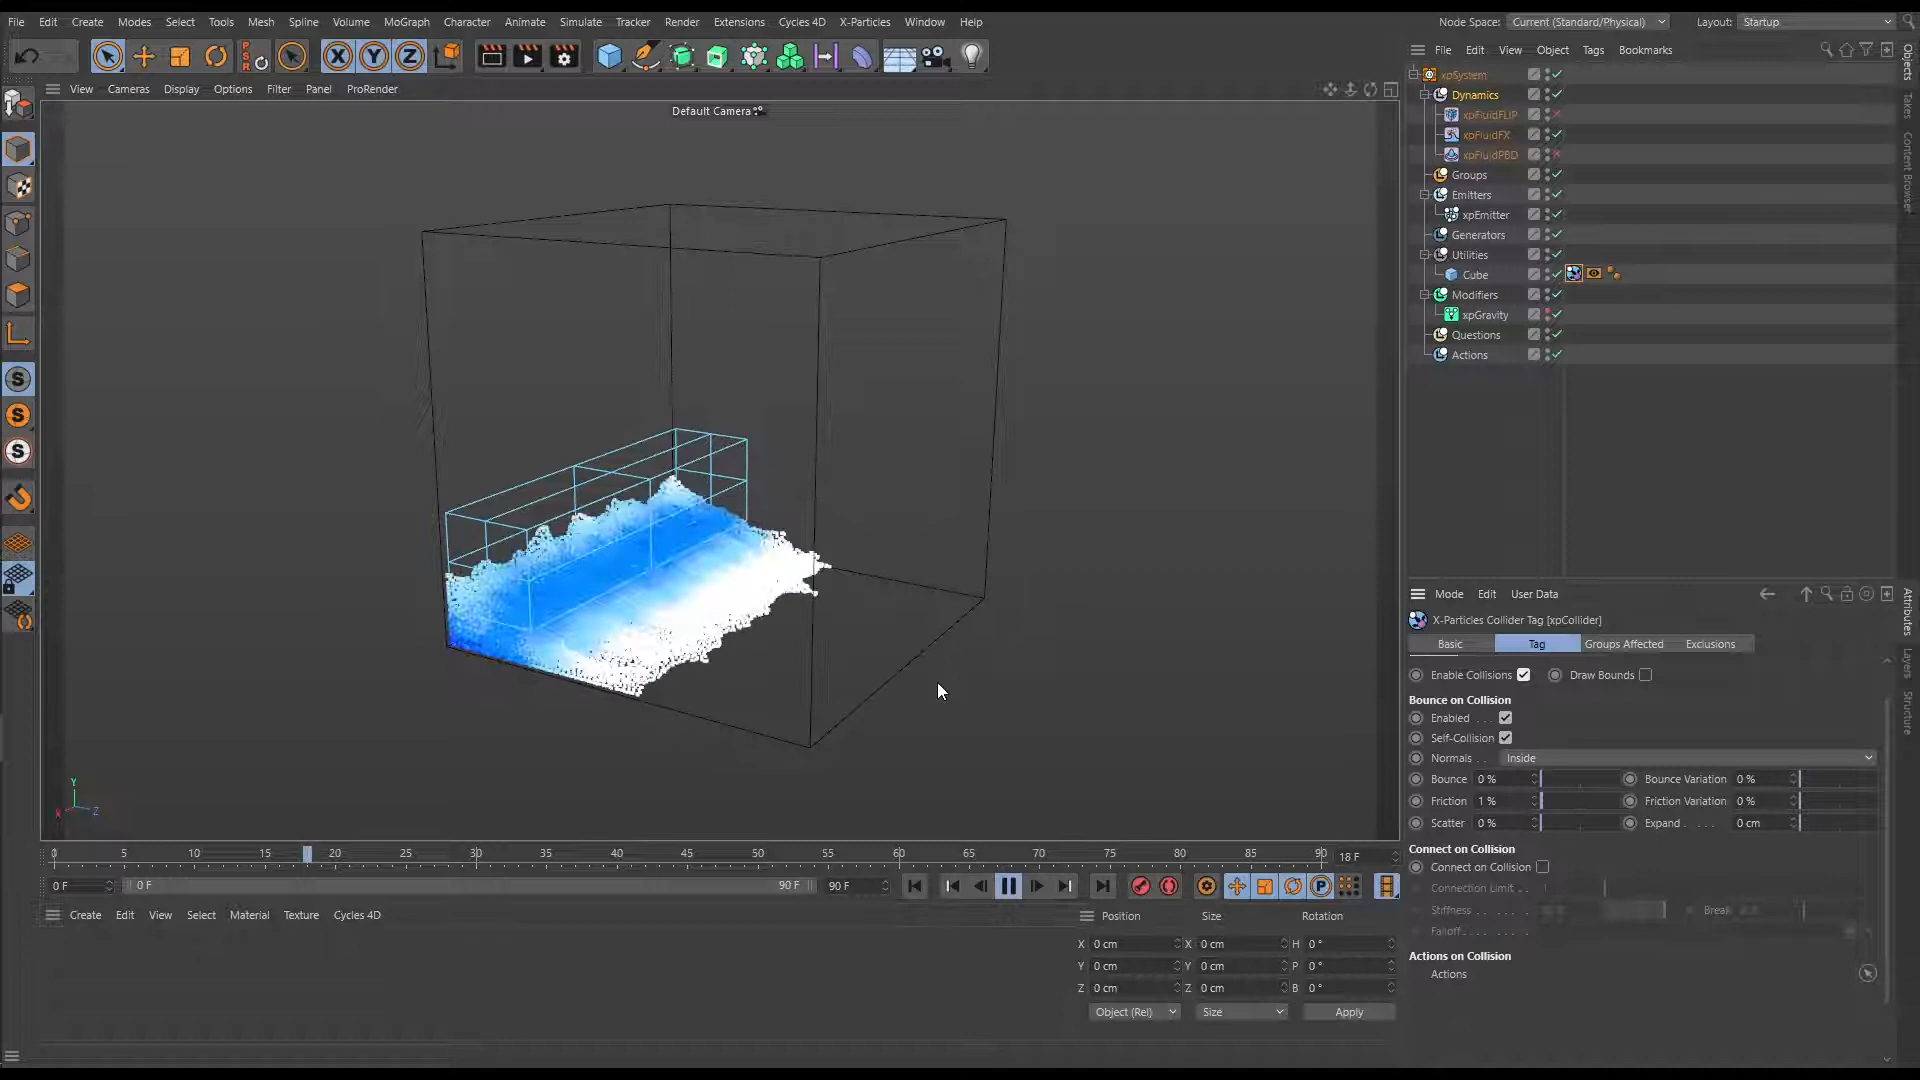 File Edit Create Modes Select Tools Mesh Spline Volume MoGraph Character Animate Simulate Tracker Render Extensions Cycles 4D X-Particles Window Help
Node Space: Current (Standard/Physical) Layout: Startup
PSR X Y Z
File Edit View Object Tags Bookmarks
xpSystem
Dynamics
xpFluidFLIP
xpFluidFX
xpFluidPBD
Groups
Emitters
xpEmitter
Generators
Utilities
Cube
Modifiers
xpGravity
Questions
Actions
Objects
Takes
Content Browser
View Cameras Display Options Filter Panel ProRender
Default Camera
S
S
S
Y
X Z
Mode Edit User Data
X-Particles Collider Tag [xpCollider]
Basic Tag Groups Affected Exclusions
Enable Collisions Draw Bounds
Bounce on Collision
Enabled . . .
Self-Collision
Normals . . Inside
Bounce 0 % Bounce Variation 0 %
Friction 1 % Friction Variation 0 %
Scatter 0 % Expand . . . . . 0 cm
Connect on Collision
Connect on Collision
Connection Limit . .
Stiffness . . . . . . . Break
Falloff. . . . . . . . .
Actions on Collision
Actions
Attributes
Layers
Structure
0 5 10 15 20 25 30 35 40 45 50 55 60 65 70 75 80 85 90 18 F
0 F 0 F 90 F 90 F P
Create Edit View Select Material Texture Cycles 4D
Position Size Rotation
X 0 cm X 0 cm H 0 °
Y 0 cm Y 0 cm P 0 °
Z 0 cm Z 0 cm B 0 °
Object (Rel) Size Apply